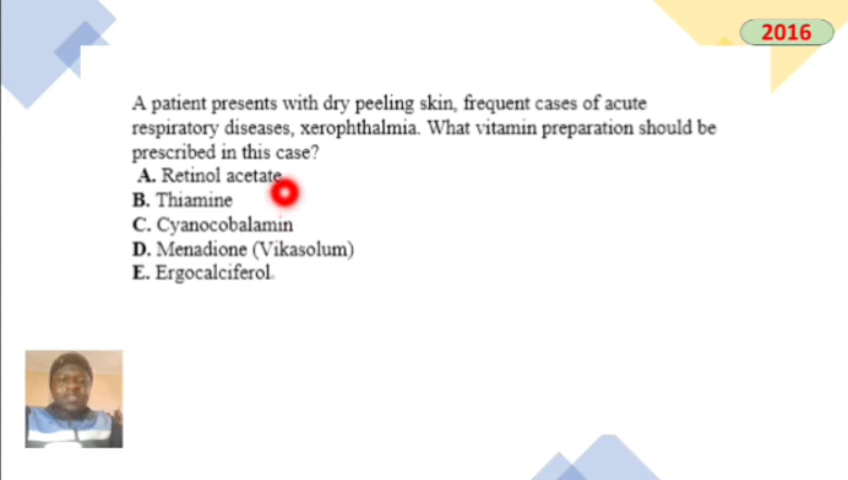 2016
A patient presents with dry peeling skin, frequent cases of acute
respiratory diseases, xerophthalmia. What vitamin preparation should be
prescribed in this case?
A. Retinol acetate
B. Thiamine
C. Cyanocobalamin
D. Menadione (Vikasolum)
E. Ergocalciferol